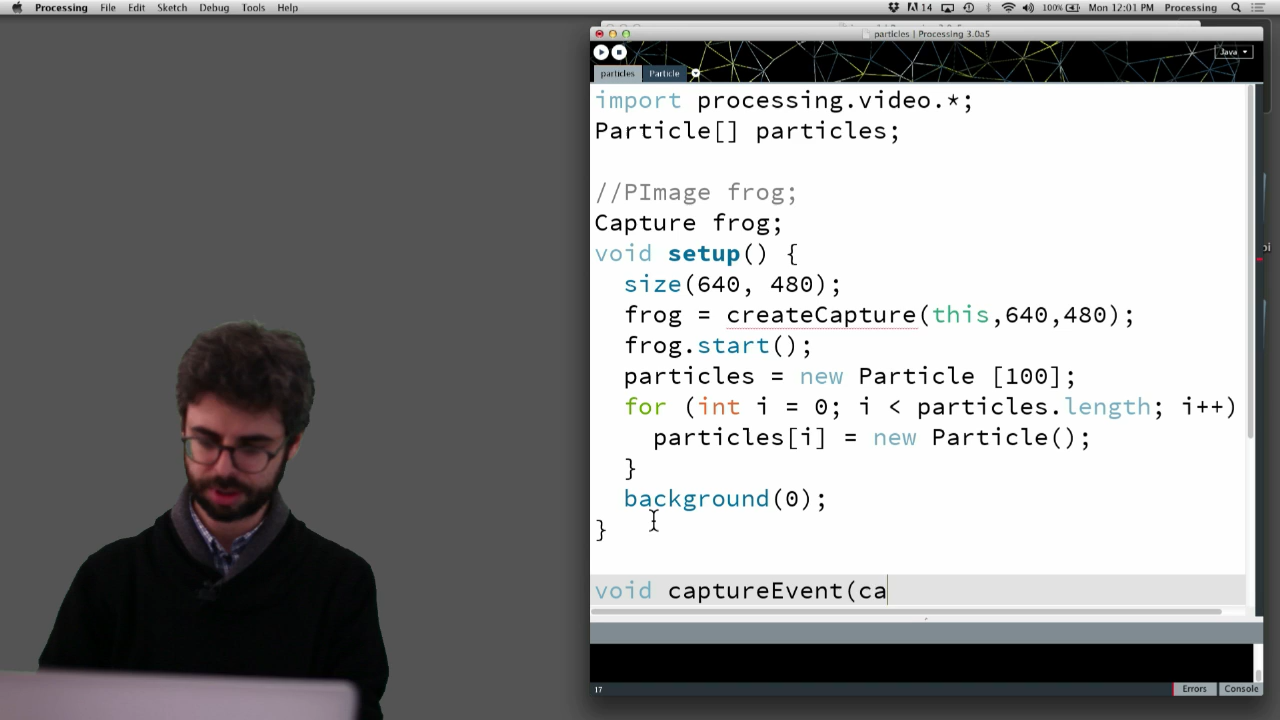 Processing File Edit Sketch Debug Tools Help 14 100% Mon 12:01 PM Processing
particles | Processing 3.0a5
Java
particles Particle
import processing.video.*;
Particle[] particles;
//PImage frog;
Capture frog;
void setup() {
size(640, 480);
frog = createCapture(this,640,480);
frog.start();
particles = new Particle [100];
for (int i = 0; i < particles.length; i++)
particles[i] = new Particle();
}
background(0);
}
void captureEvent(ca
17 Errors Console